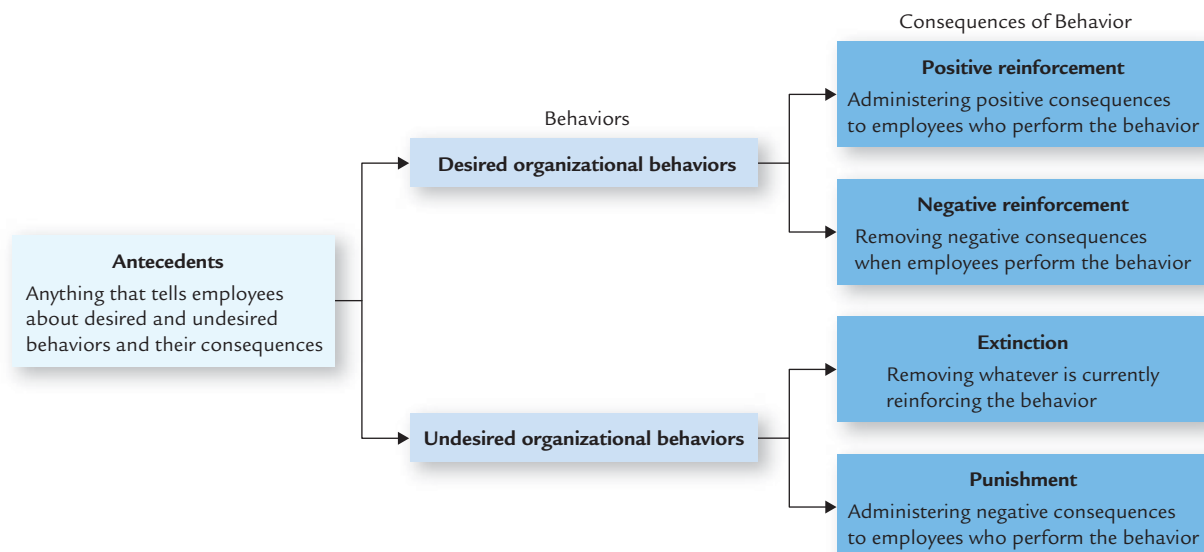 Consequences of Behavior
Positive reinforcement
Administering positive consequences
to employees who perform the behavior
Behaviors
Desired organizational behaviors
Negative reinforcement
Removing negative consequences
when employees perform the behavior
Antecedents
Anything that tells employees
about desired and undesired
behaviors and their consequences
Extinction
Removing whatever is currently
reinforcing the behavior
Undesired organizational behaviors
Punishment
Administering negative consequences
to employees who perform the behavior